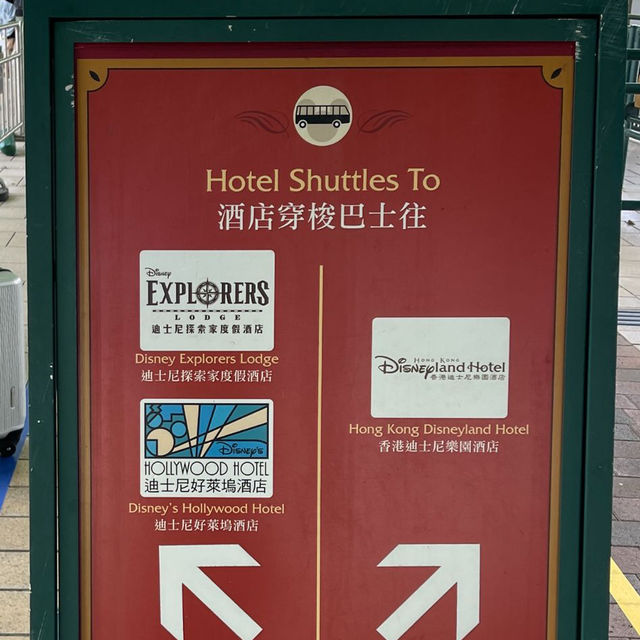 Hotel Shuttles To
酒店穿梭巴士往
Disney
EXPLORERS
LODGE
迪士尼探索家度假酒店
Disney Explorers Lodge
迪士尼探索家度假酒店
Disney's
HOLLYWOOD HOTEL
迪士尼好萊塢酒店
Disney's Hollywood Hotel
迪士尼好萊塢酒店
HONG KONG
Disneyland Hotel
香港迪士尼樂園酒店
Hong Kong Disneyland Hotel
香港迪士尼樂園酒店